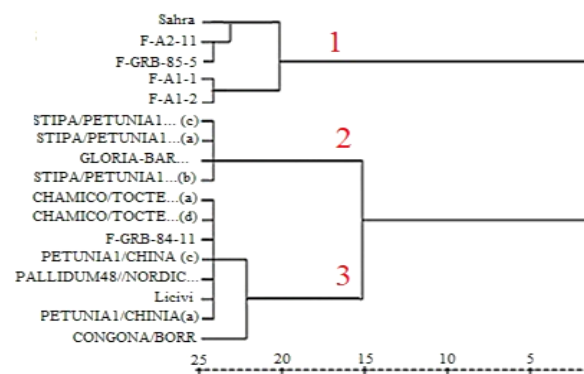 Sahra
1
F-A2-11
F-GRB-85-5
F-A1-1
F-A1-2
STIPA/PETUNIA1... (c)
2
STIPA/PETUNIA1...(a)
GLORIA-BAR...
STIPA/PETUNIA1...(b)
CHAMICO/TOCTE...(a)
CHAMICO/TOCTE...(d)
F-GRB-84-11
PETUNIA1/CHINA (c)
3
PALLIDUM48//NORDIC...
Licivi
PETUNIA1/CHINIA(a)
CONGONA/BORR
25 20 15 10 5